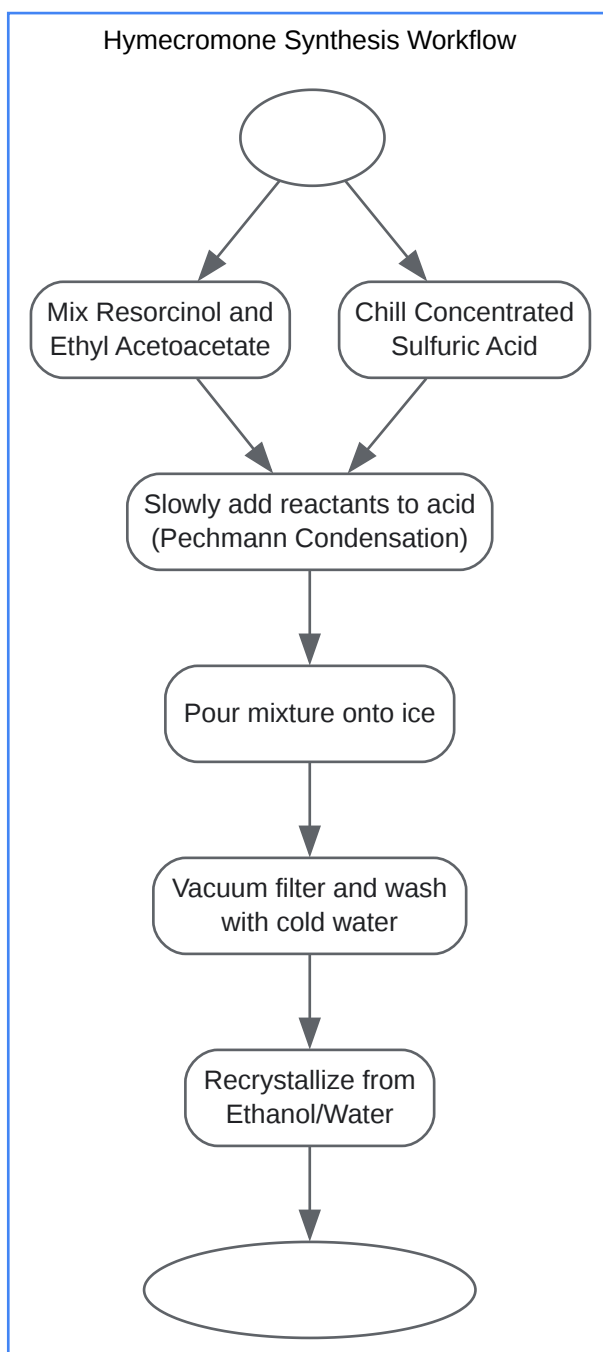 Hymecromone Synthesis Workflow
Mix Resorcinol and
Ethyl Acetoacetate
Chill Concentrated
Sulfuric Acid
Slowly add reactants to acid
(Pechmann Condensation)
Pour mixture onto ice
Vacuum filter and wash
with cold water
Recrystallize from
Ethanol/Water